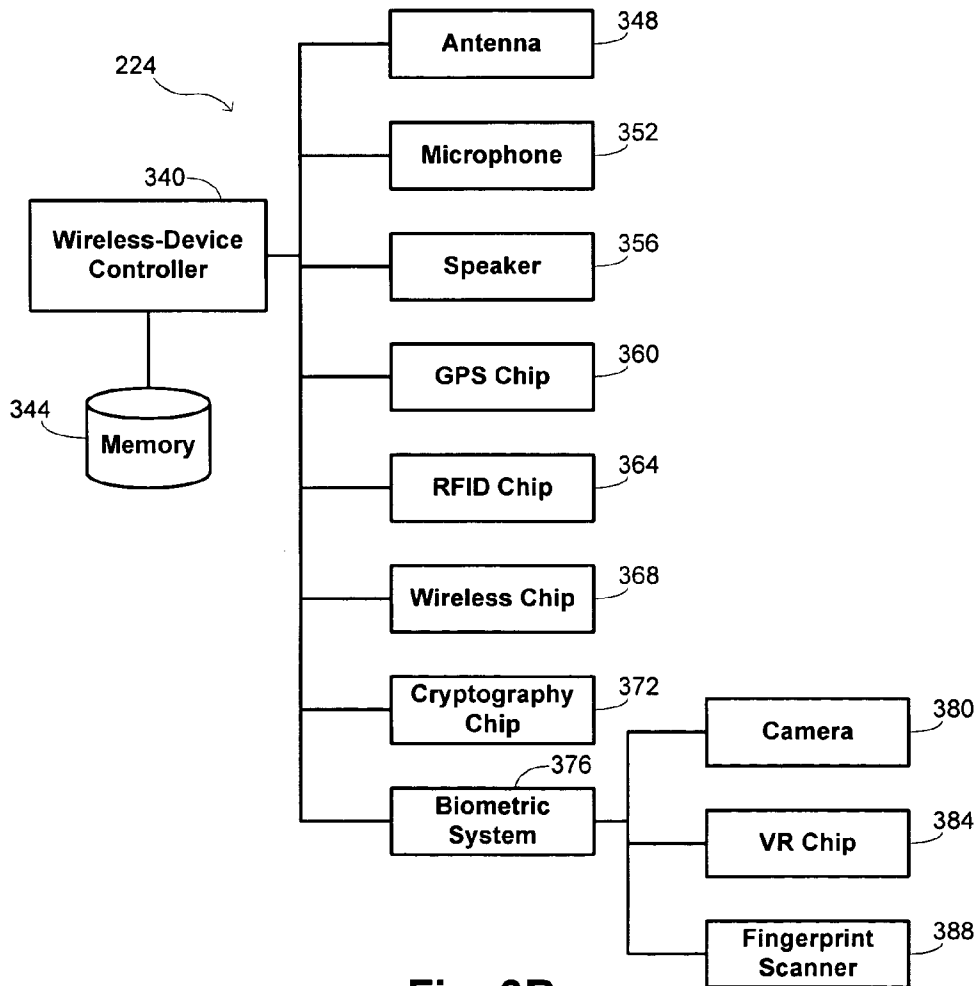 Antenna
348
224
Microphone
352
340
Wireless-Device
Controller
Speaker
356
GPS Chip
360
344
Memory
RFID Chip
364
Wireless Chip
368
Cryptography
Chip
372
Camera
380
376
Biometric
System
VR Chip
384
Fingerprint
Scanner
388